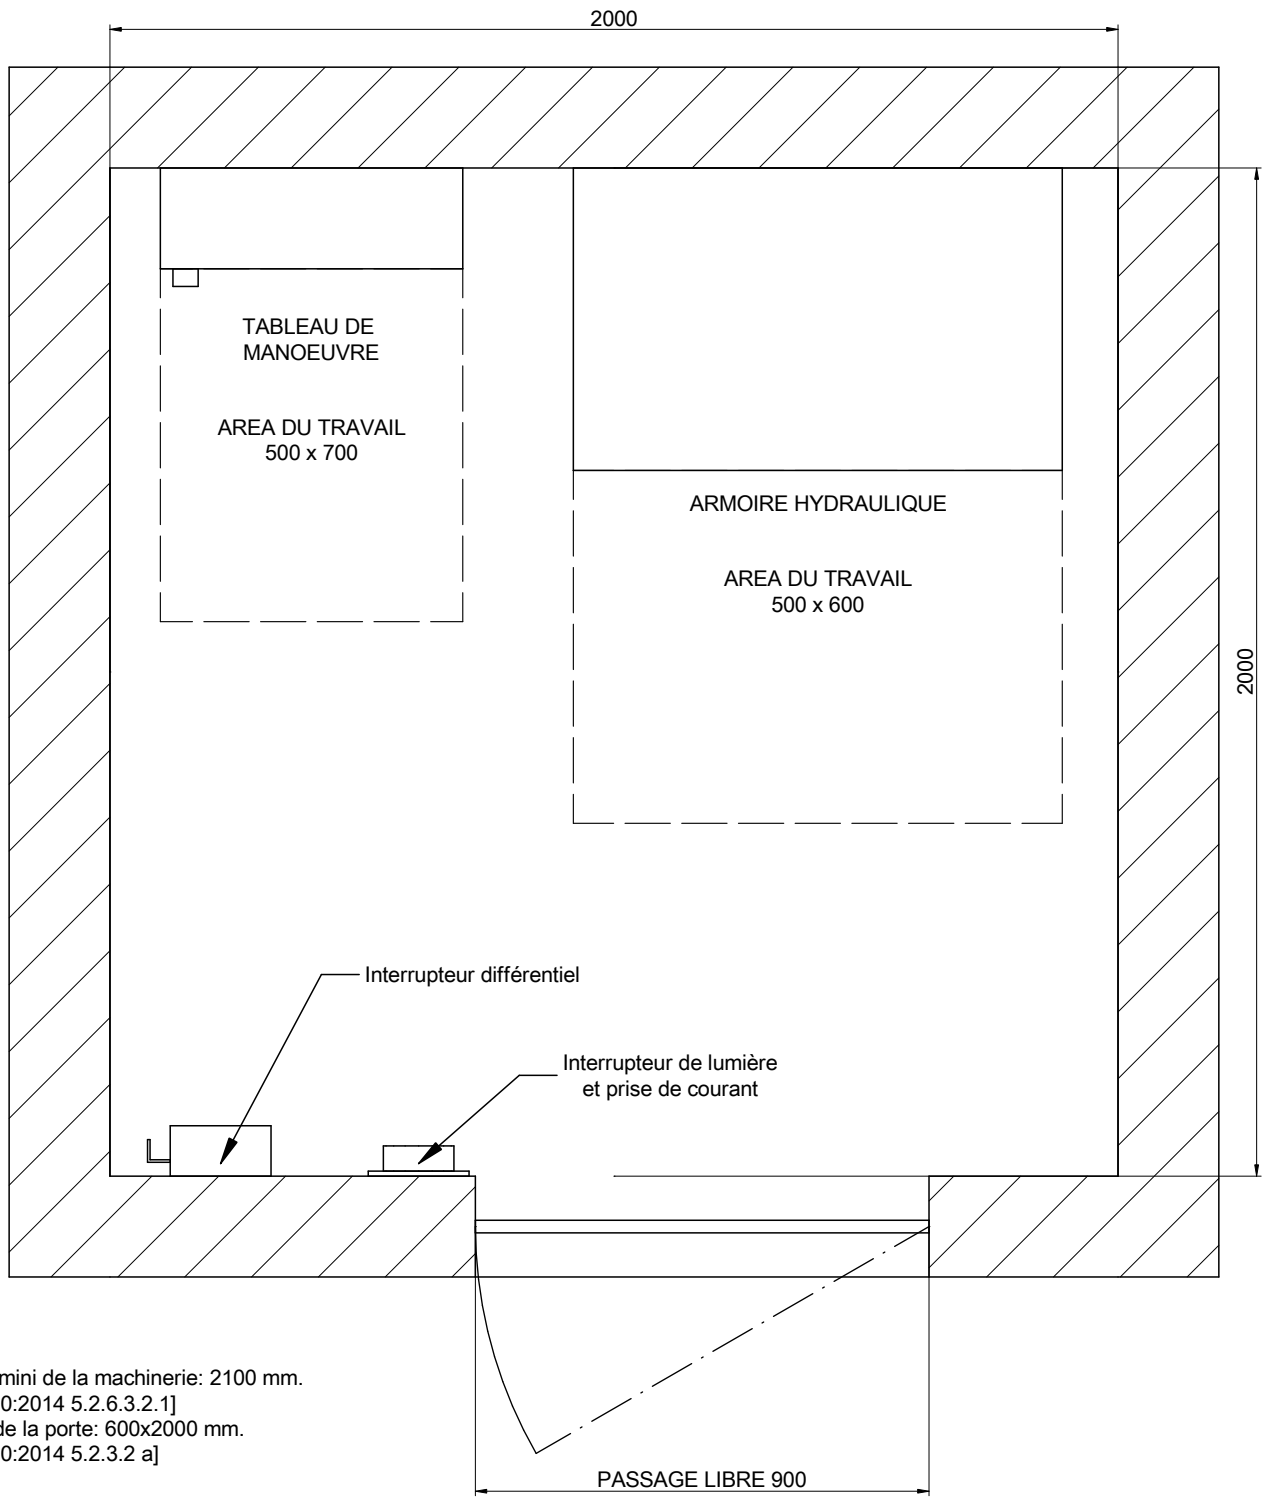 2000
TABLEAU DE
MANOEUVRE
AREA DU TRAVAIL
500 x 700
ARMOIRE HYDRAULIQUE
AREA DU TRAVAIL
500 x 600
2000
Interrupteur différentiel
Interrupteur de lumière
et prise de courant
mini de la machinerie: 2100 mm.
0:2014 5.2.6.3.2.1]
de la porte: 600x2000 mm.
0:2014 5.2.3.2 a]
PASSAGE LIBRE 900